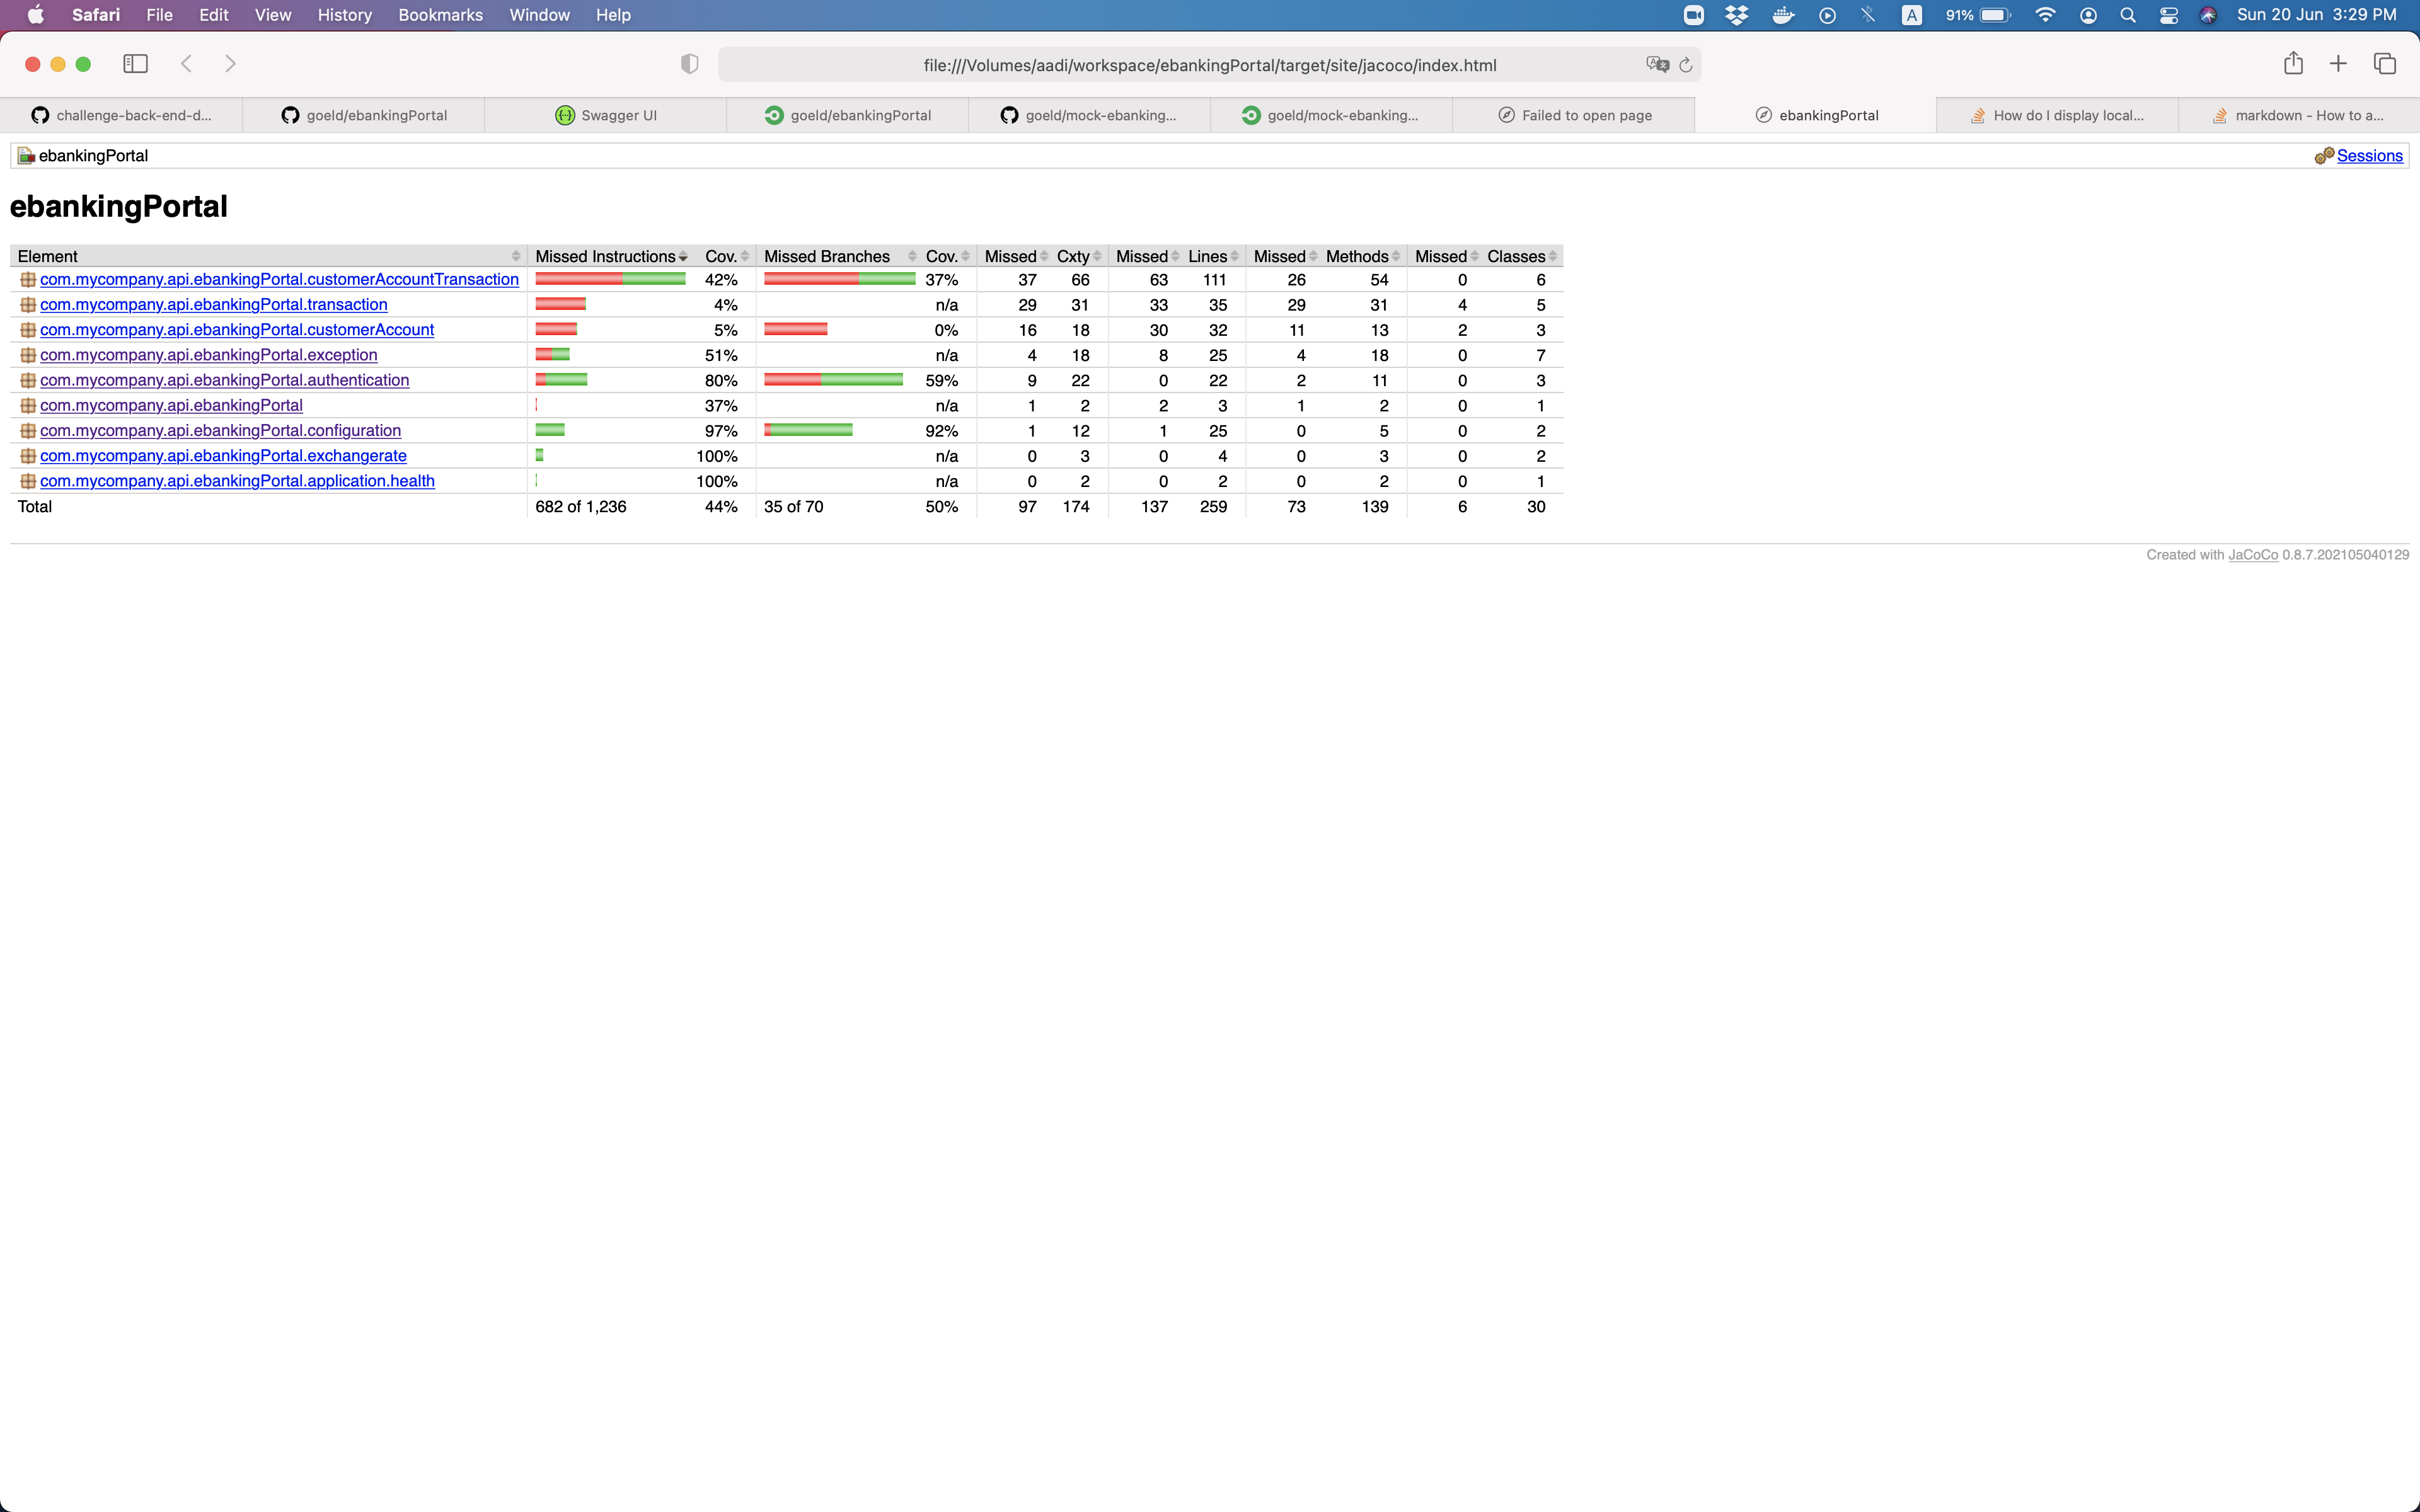 Safari File Edit View History Bookmarks Window Help A 91% Sun 20 Jun 3:29 PM
file:///Volumes/aadi/workspace/ebankingPortal/target/site/jacoco/index.html
challenge-back-end-d... goeld/ebankingPortal Swagger UI goeld/ebankingPortal goeld/mock-ebanking... goeld/mock-ebanking... Failed to open page ebankingPortal How do I display local... markdown - How to a...
ebankingPortal Sessions
ebankingPortal
Element Missed Instructions Cov. Missed Branches Cov. Missed Cxty Missed Lines Missed Methods Missed Classes
com.mycompany.api.ebankingPortal.customerAccountTransaction 42% 37% 37 66 63 111 26 54 0 6
com.mycompany.api.ebankingPortal.transaction 4% n/a 29 31 33 35 29 31 4 5
com.mycompany.api.ebankingPortal.customerAccount 5% 0% 16 18 30 32 11 13 2 3
com.mycompany.api.ebankingPortal.exception 51% n/a 4 18 8 25 4 18 0 7
com.mycompany.api.ebankingPortal.authentication 80% 59% 9 22 0 22 2 11 0 3
com.mycompany.api.ebankingPortal 37% n/a 1 2 2 3 1 2 0 1
com.mycompany.api.ebankingPortal.configuration 97% 92% 1 12 1 25 0 5 0 2
com.mycompany.api.ebankingPortal.exchangerate 100% n/a 0 3 0 4 0 3 0 2
com.mycompany.api.ebankingPortal.application.health 100% n/a 0 2 0 2 0 2 0 1
Total 682 of 1,236 44% 35 of 70 50% 97 174 137 259 73 139 6 30
Created with JaCoCo 0.8.7.202105040129